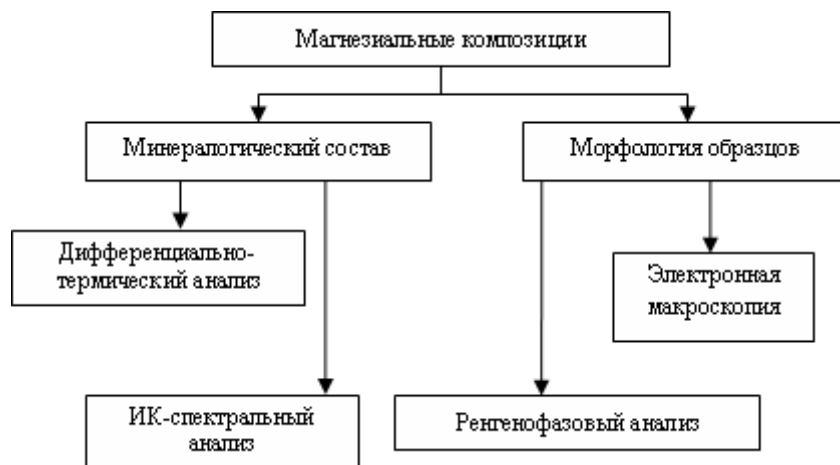 Магнезиальные композиции
Минералогический состав
Морфология образцов
Дифференциально-
термический анализ
Электронная
макроскопия
ИК-спектральный
анализ
Ренгенофазовый анализ